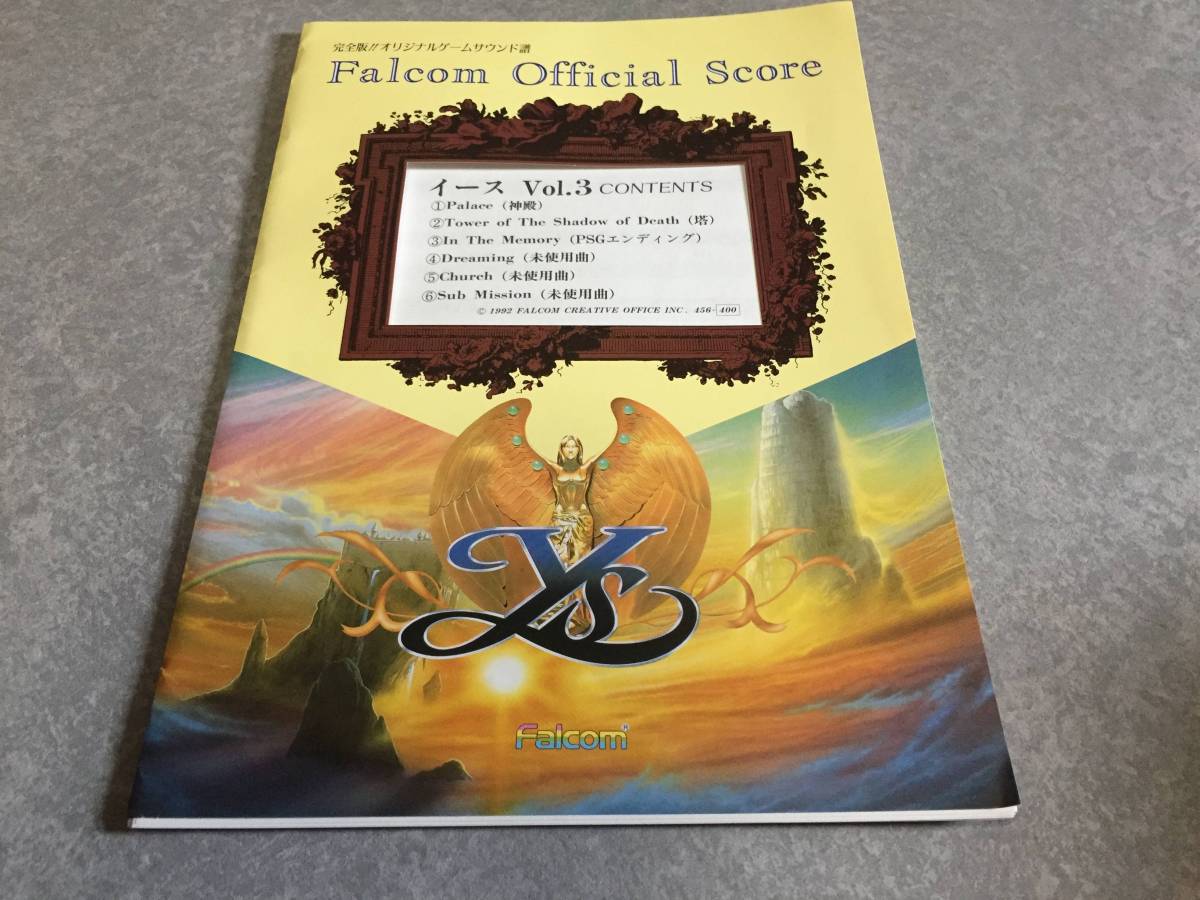 完全版!!オリジナルゲームサウンド譜
Falcom Official Score
イース Vol.3 CONTENTS
①Palace (神殿)
②Tower of The Shadow of Death (塔)
③In The Memory (PSGエンディング)
④Dreaming (未使用曲)
⑤Church (未使用曲)
⑥Sub Mission (未使用曲)
© 1992 FALCOM CREATIVE OFFICE INC. 456-400
Ys
Falcom®